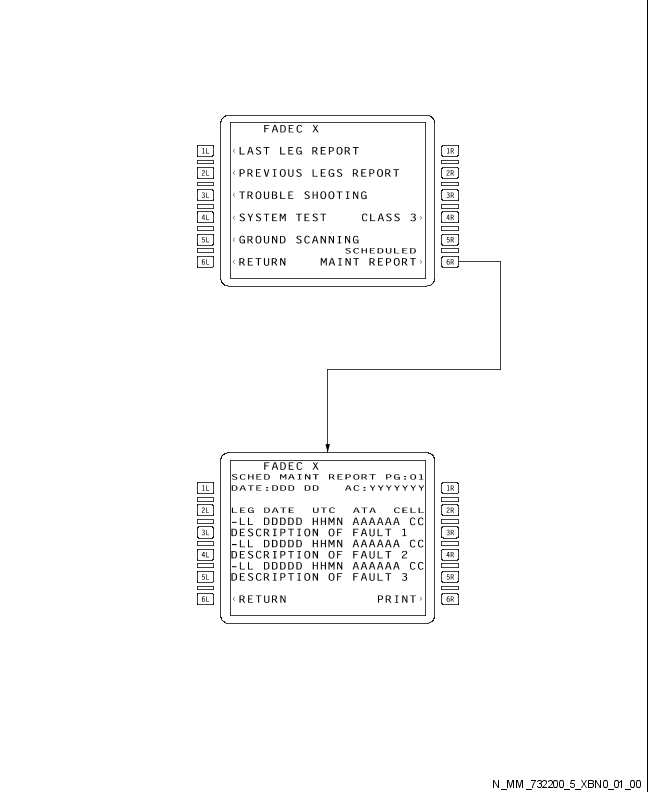 FADEC X
1L ‹LAST LEG REPORT 1R
2L ‹PREVIOUS LEGS REPORT 2R
3L ‹TROUBLE SHOOTING 3R
4L ‹SYSTEM TEST CLASS 3› 4R
5L ‹GROUND SCANNING 5R
SCHEDULED
6L ‹RETURN MAINT REPORT› 6R
FADEC X
SCHED MAINT REPORT PG:01
1L DATE:DDD DD AC:YYYYYYY 1R
2L LEG DATE UTC ATA CELL 2R
-LL DDDDD HHMN AAAAAA CC
3L DESCRIPTION OF FAULT 1 3R
-LL DDDDD HHMN AAAAAA CC
4L DESCRIPTION OF FAULT 2 4R
-LL DDDDD HHMN AAAAAA CC
5L DESCRIPTION OF FAULT 3 5R
6L ‹RETURN PRINT› 6R
N_MM_732200_5_XBN0_01_00